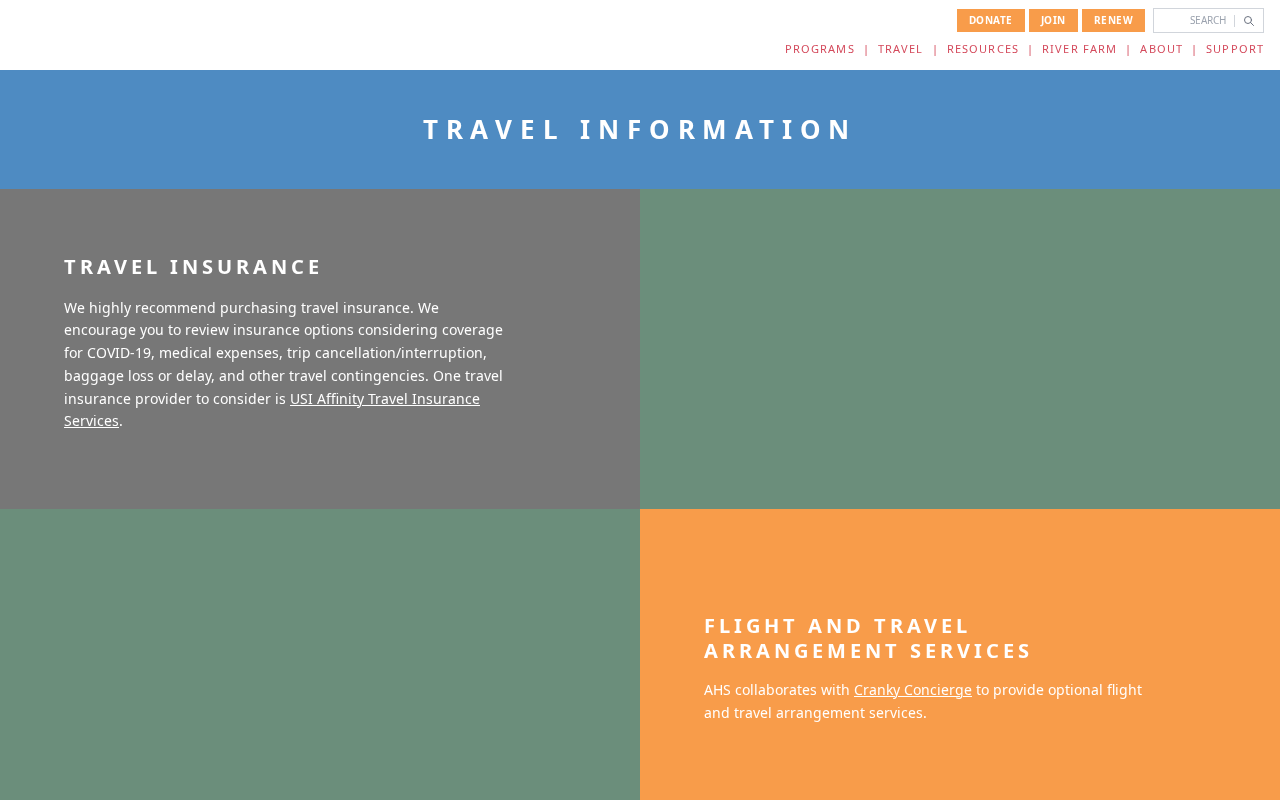 DONATE JOIN RENEW SEARCH |
PROGRAMS | TRAVEL | RESOURCES | RIVER FARM | ABOUT | SUPPORT
TRAVEL INFORMATION
TRAVEL INSURANCE
We highly recommend purchasing travel insurance. We
encourage you to review insurance options considering coverage
for COVID-19, medical expenses, trip cancellation/interruption,
baggage loss or delay, and other travel contingencies. One travel
insurance provider to consider is USI Affinity Travel Insurance
Services.
FLIGHT AND TRAVEL
ARRANGEMENT SERVICES
AHS collaborates with Cranky Concierge to provide optional flight
and travel arrangement services.